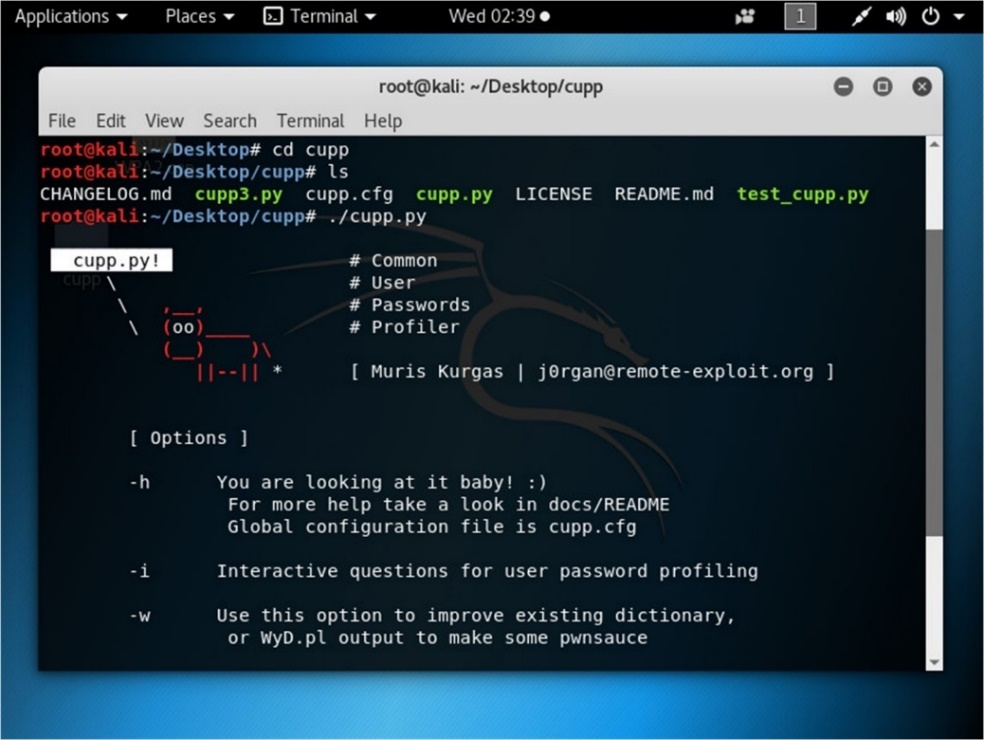 Applications Places Terminal Wed 02:39 1
root@kali: ~/Desktop/cupp
File Edit View Search Terminal Help
root@kali:~/Desktop# cd cupp
root@kali:~/Desktop/cupp# ls
CHANGELOG.md cupp3.py cupp.cfg cupp.py LICENSE README.md test_cupp.py
root@kali:~/Desktop/cupp# ./cupp.py
cupp.py! # Common
\ # User
\ ,__, # Passwords
\ (oo)____ # Profiler
(__) )\
||--|| * [ Muris Kurgas | j0rgan@remote-exploit.org ]
[ Options ]
-h You are looking at it baby! :)
For more help take a look in docs/README
Global configuration file is cupp.cfg
-i Interactive questions for user password profiling
-w Use this option to improve existing dictionary,
or WyD.pl output to make some pwnsauce